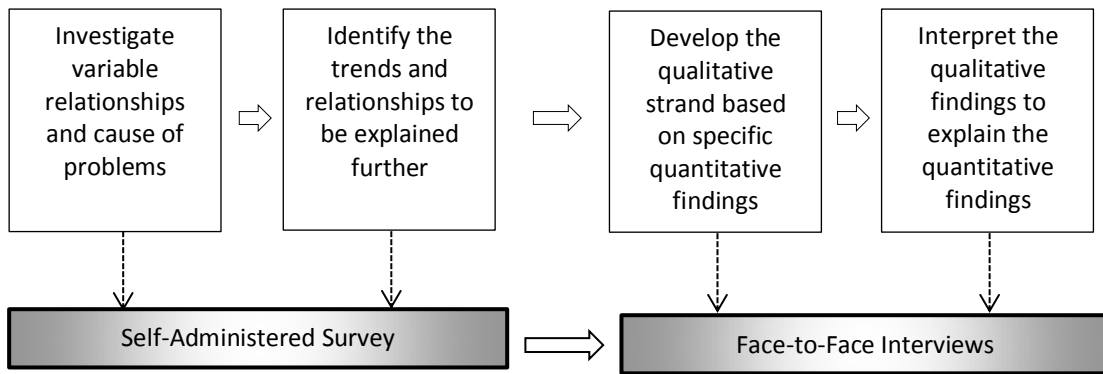 Investigate
variable
relationships
and cause of
problems
Identify the
trends and
relationships to
be explained
further
Develop the
qualitative
strand based
on specific
quantitative
findings
Interpret the
qualitative
findings to
explain the
quantitative
findings
Self-Administered Survey
Face-to-Face Interviews